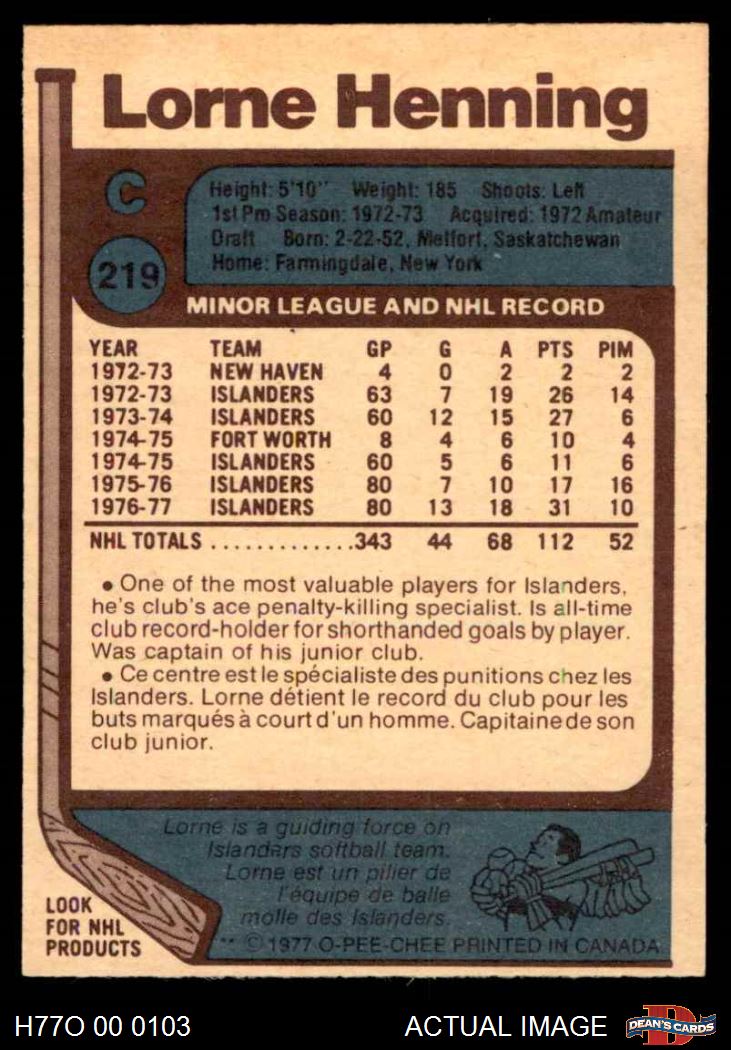 Lorne Henning
C
219
Height: 5'10" Weight: 185 Shoots: Left
1st Pro Season: 1972-73 Acquired: 1972 Amateur
Draft Born: 2-22-52, Melfort, Saskatchewan
Home: Farmingdale, New York
MINOR LEAGUE AND NHL RECORD
YEAR TEAM GP G A PTS PIM
1972-73 NEW HAVEN 4 0 2 2 2
1972-73 ISLANDERS 63 7 19 26 14
1973-74 ISLANDERS 60 12 15 27 6
1974-75 FORT WORTH 8 4 6 10 4
1974-75 ISLANDERS 60 5 6 11 6
1975-76 ISLANDERS 80 7 10 17 16
1976-77 ISLANDERS 80 13 18 31 10
NHL TOTALS .............343 44 68 112 52
• One of the most valuable players for Islanders,
he's club's ace penalty-killing specialist. Is all-time
club record-holder for shorthanded goals by player.
Was captain of his junior club.
• Ce centre est le spécialiste des punitions chez les
Islanders. Lorne détient le record du club pour les
buts marqués à court d'un homme. Capitaine de son
club junior.
Lorne is a guiding force on
Islanders softball team.
Lorne est un pilier de
l'équipe de balle
molle des Islanders.
LOOK
FOR NHL
PRODUCTS
** © 1977 O-PEE-CHEE PRINTED IN CANADA
H77O 00 0103 ACTUAL IMAGE
D
DEAN'S CARDS